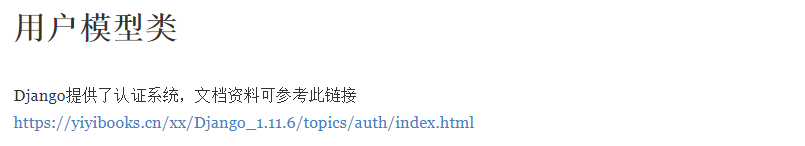 用户模型类
Django提供了认证系统，文档资料可参考此链接
https://yiyibooks.cn/xx/Django_1.11.6/topics/auth/index.html